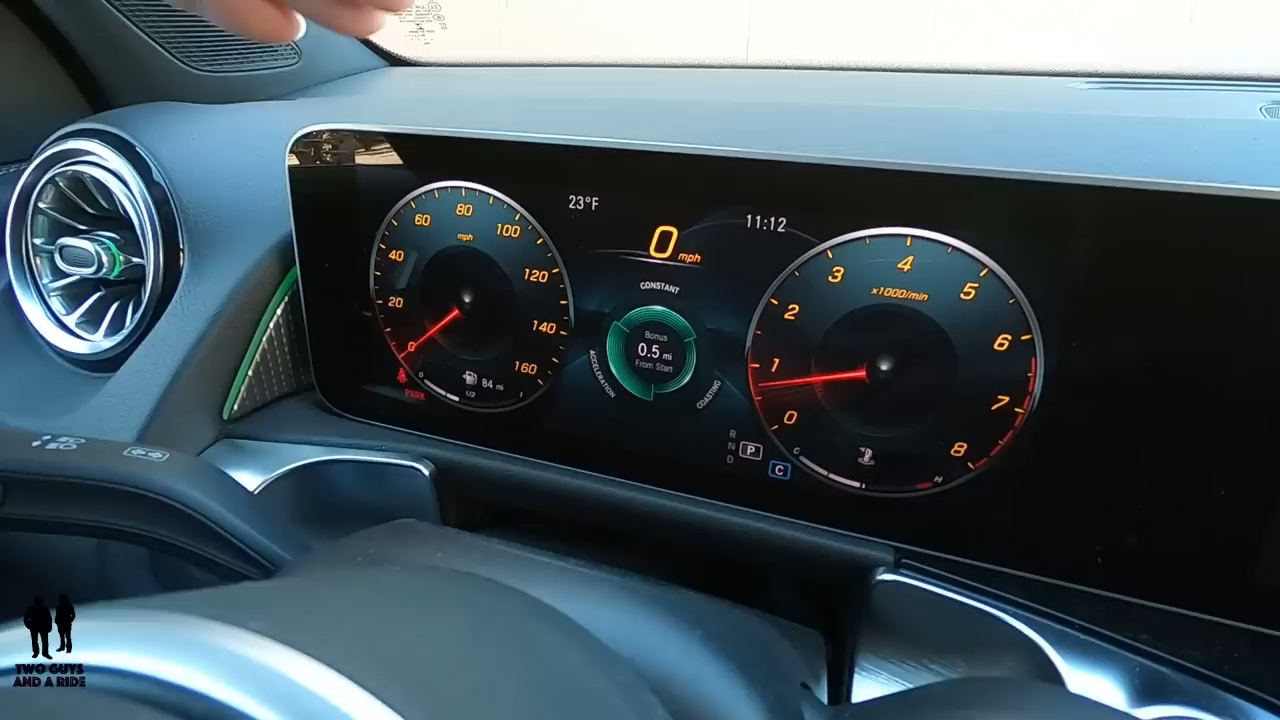 23°F
11:12
0 mph
CONSTANT
Bonus
0.5 mi
From Start
ACCELERATION
COASTING
0
20
40
60
80
100
120
140
160
mph
84 mi
0
1/2
1
PARK
R
N
P
D
C
0
1
2
3
4
5
6
7
8
x1000/min
C
H
TWO GUYS
AND A RIDE